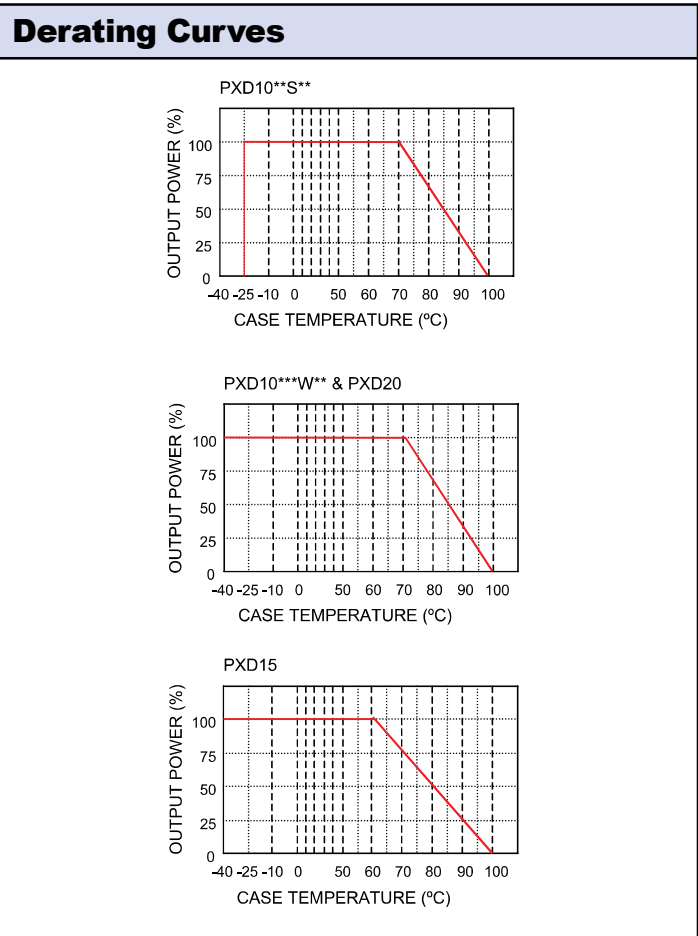 Derating Curves
PXD10**S**
OUTPUT POWER (%)
100
75
50
25
0
-40 -25 -10 0 50 60 70 80 90 100
CASE TEMPERATURE (ºC)
PXD10***W** & PXD20
OUTPUT POWER (%)
100
75
50
25
0
-40 -25 -10 0 50 60 70 80 90 100
CASE TEMPERATURE (ºC)
PXD15
OUTPUT POWER (%)
100
75
50
25
0
-40 -25 -10 0 50 60 70 80 90 100
CASE TEMPERATURE (ºC)